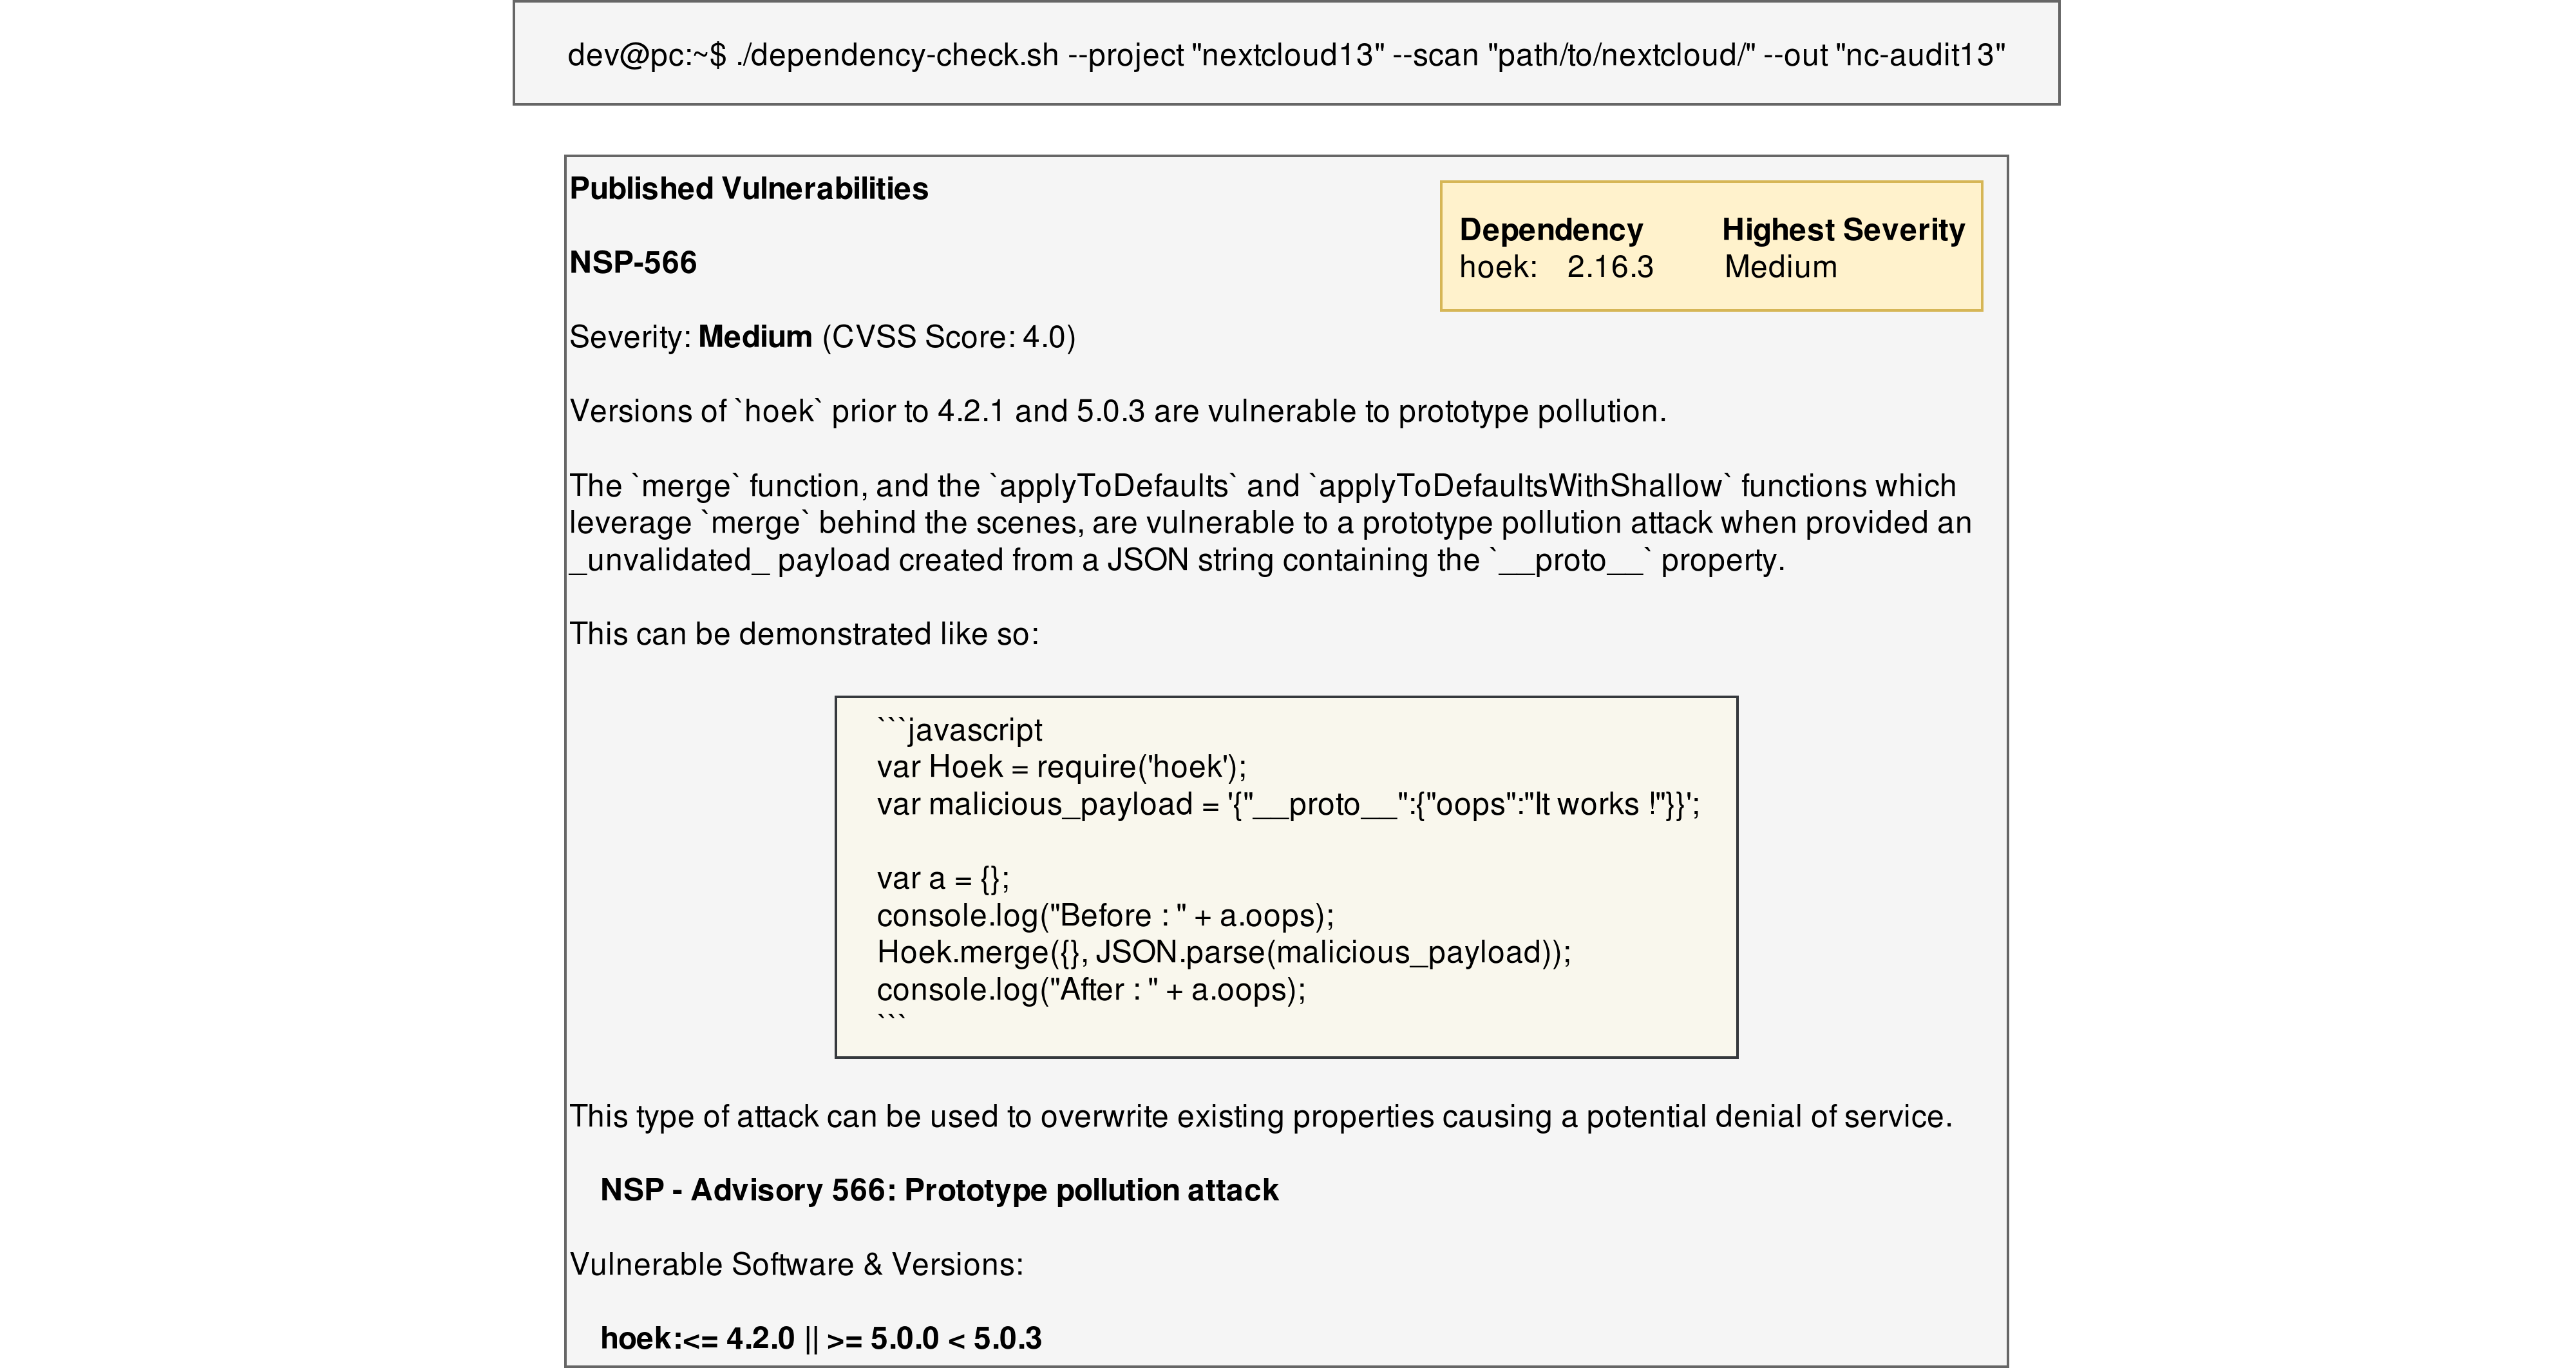 dev@pc:~$ ./dependency-check.sh --project "nextcloud13" --scan "path/to/nextcloud/" --out "nc-audit13"
Published Vulnerabilities
Dependency Highest Severity
hoek: 2.16.3 Medium
NSP-566
Severity: Medium (CVSS Score: 4.0)
Versions of `hoek` prior to 4.2.1 and 5.0.3 are vulnerable to prototype pollution.
The `merge` function, and the `applyToDefaults` and `applyToDefaultsWithShallow` functions which
leverage `merge` behind the scenes, are vulnerable to a prototype pollution attack when provided an
_unvalidated_ payload created from a JSON string containing the `__proto__` property.
This can be demonstrated like so:
```javascript
var Hoek = require('hoek');
var malicious_payload = '{"__proto__":{"oops":"It works !"}}';
var a = {};
console.log("Before : " + a.oops);
Hoek.merge({}, JSON.parse(malicious_payload));
console.log("After : " + a.oops);
```
This type of attack can be used to overwrite existing properties causing a potential denial of service.
NSP - Advisory 566: Prototype pollution attack
Vulnerable Software & Versions:
hoek:<= 4.2.0 || >= 5.0.0 < 5.0.3